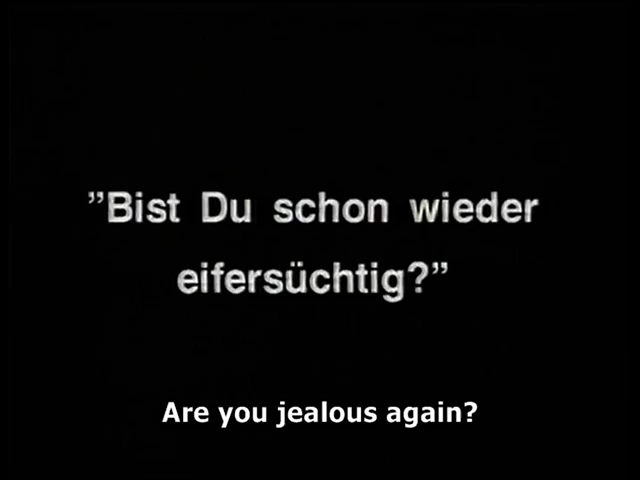 ”Bist Du schon wieder
eifersüchtig?”
Are you jealous again?